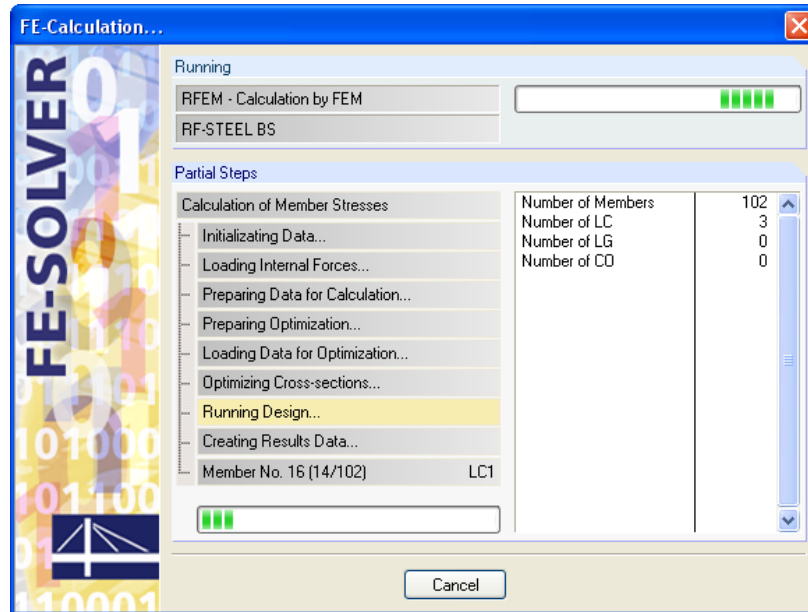 FE-Calculation...
FE-SOLVER
Running
RFEM - Calculation by FEM
RF-STEEL BS
Partial Steps
Calculation of Member Stresses
Initializating Data...
Loading Internal Forces...
Preparing Data for Calculation...
Preparing Optimization...
Loading Data for Optimization...
Optimizing Cross-sections...
Running Design...
Creating Results Data...
Member No. 16 (14/102) LC1
Number of Members 102
Number of LC 3
Number of LG 0
Number of CO 0
Cancel